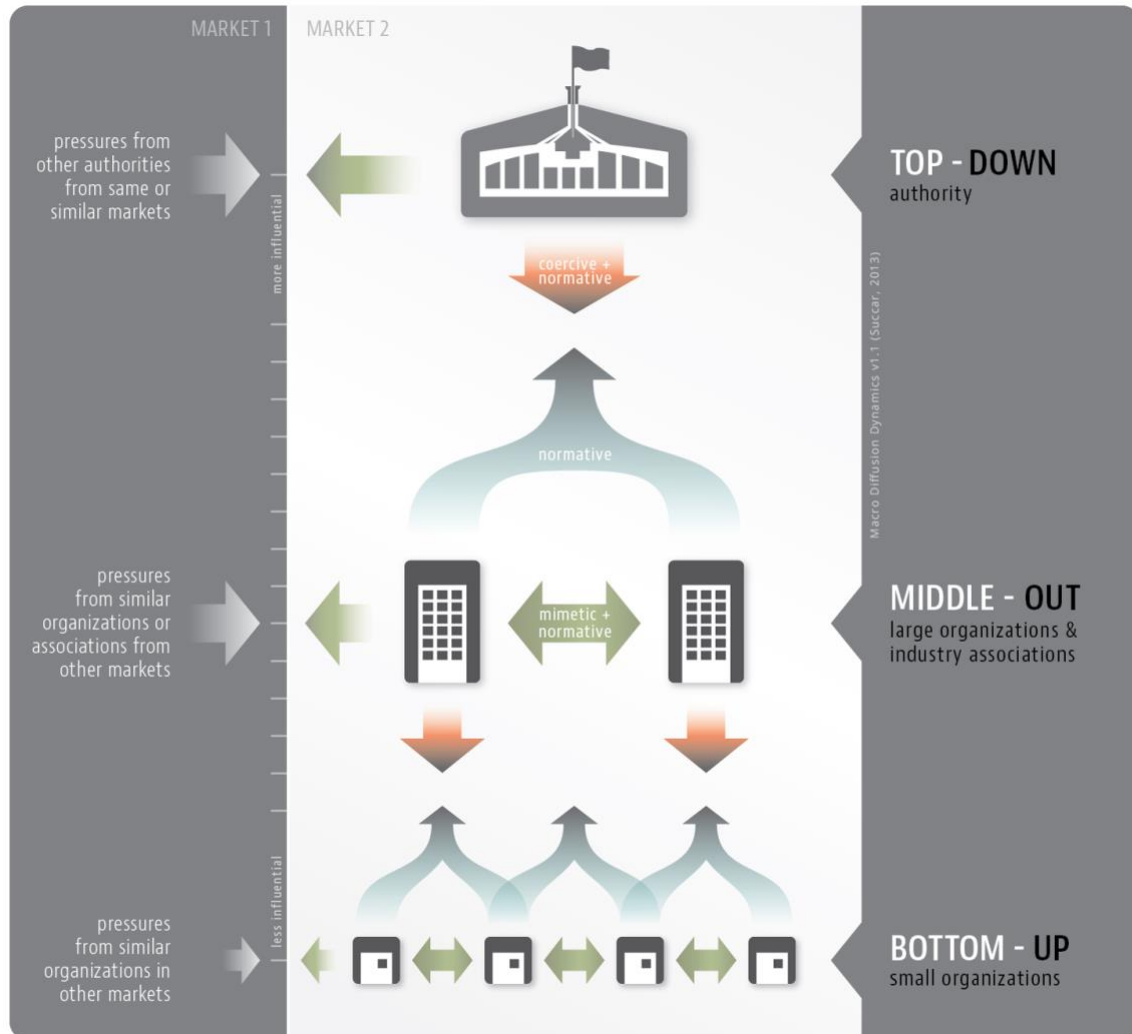 MARKET 1
MARKET 2
pressures from
other authorities
from same or
similar markets
more influential
TOP - DOWN
authority
coercive +
normative
Macro Diffusion Dynamics v1.1 (Succar, 2013)
normative
pressures
from similar
organizations or
associations from
other markets
mimetic +
normative
MIDDLE - OUT
large organizations &
industry associations
less influential
pressures
from similar
organizations in
other markets
BOTTOM - UP
small organizations